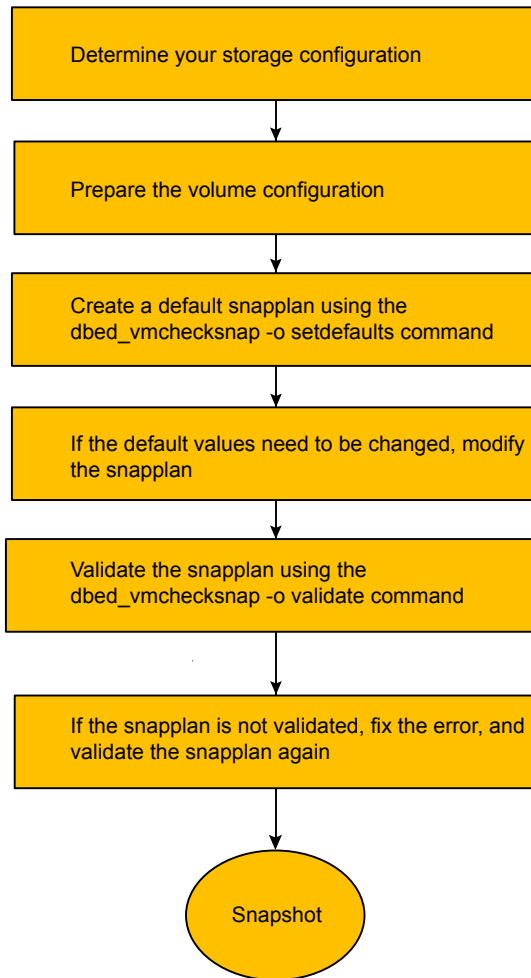 Determine your storage configuration
Prepare the volume configuration
Create a default snapplan using the
dbed_vmchecksnap -o setdefaults command
If the default values need to be changed, modify
the snapplan
Validate the snapplan using the
dbed_vmchecksnap -o validate command
If the snapplan is not validated, fix the error, and
validate the snapplan again
Snapshot